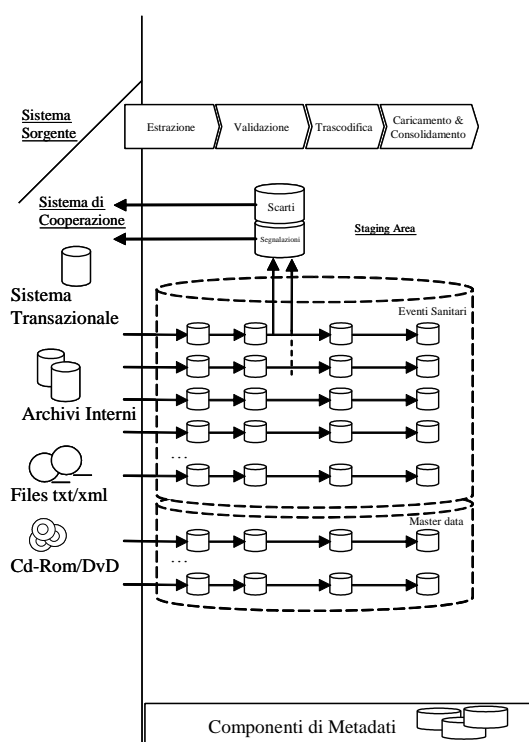 Sistema
Sorgente
Estrazione
Validazione
Trascodifica
Caricamento &
Consolidamento
Sistema di
Cooperazione
Scarti
Segnalazioni
Staging Area
Sistema
Transazionale
Eventi Sanitari
Archivi Interni
...
Files txt/xml
Master data
Cd-Rom/DvD
...
Componenti di Metadati